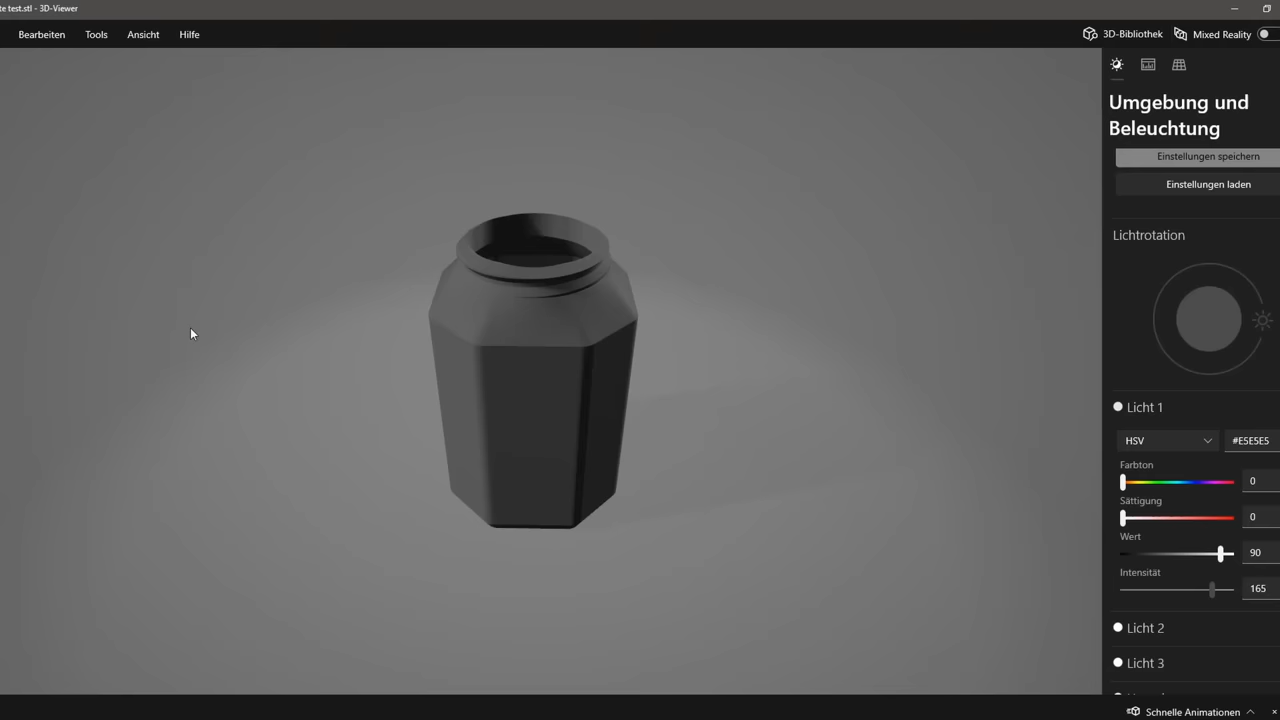 te test.stl - 3D-Viewer
Bearbeiten Tools Ansicht Hilfe 3D-Bibliothek Mixed Reality
Umgebung und
Beleuchtung
Einstellungen speichern
Einstellungen laden
Lichtrotation
Licht 1
HSV #E5E5E5
Farbton
0
Sättigung
0
Wert
90
Intensität
165
Licht 2
Licht 3
Schnelle Animationen